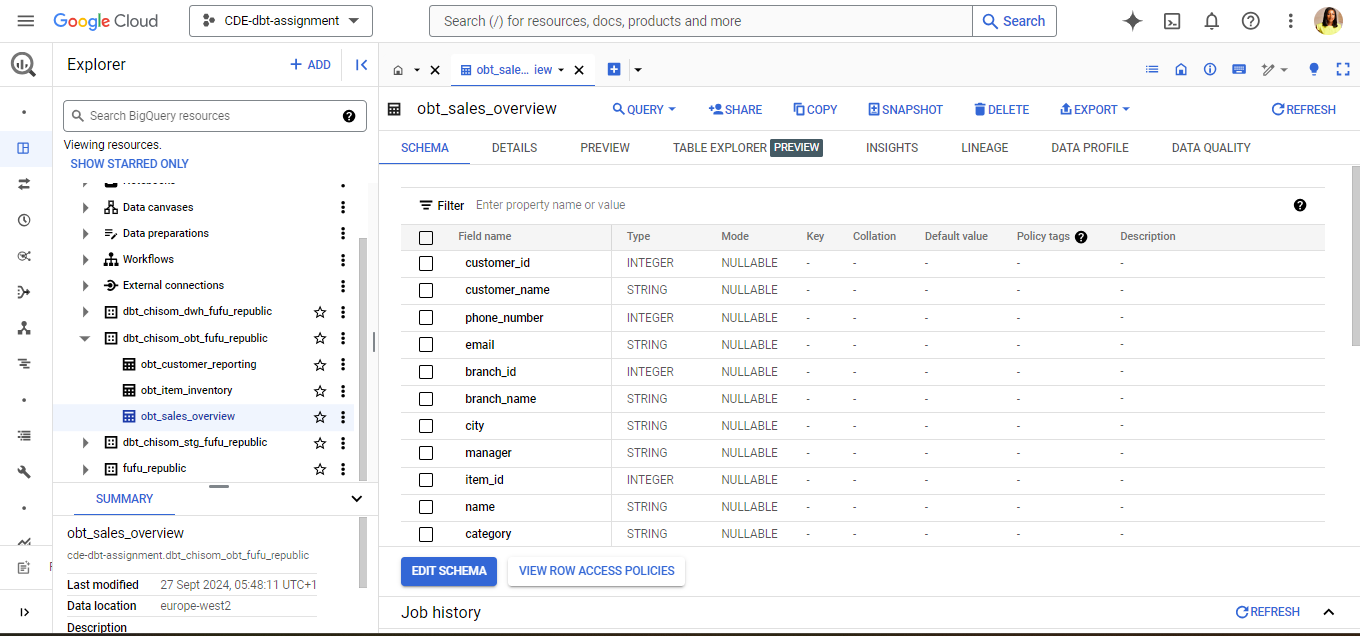 Google Cloud
CDE-dbt-assignment
Search (/) for resources, docs, products and more
Search
Explorer
+ ADD
Search BigQuery resources
Viewing resources.
SHOW STARRED ONLY
Notebooks
Data canvases
Data preparations
Workflows
External connections
dbt_chisom_dwh_fufu_republic
dbt_chisom_obt_fufu_republic
obt_customer_reporting
obt_item_inventory
obt_sales_overview
dbt_chisom_stg_fufu_republic
fufu_republic
SUMMARY
obt_sales_overview
cde-dbt-assignment.dbt_chisom_obt_fufu_republic
Last modified 27 Sept 2024, 05:48:11 UTC+1
Data location europe-west2
Description
obt_sale... iew
obt_sales_overview
QUERY SHARE COPY SNAPSHOT DELETE EXPORT REFRESH
SCHEMA DETAILS PREVIEW TABLE EXPLORER PREVIEW INSIGHTS LINEAGE DATA PROFILE DATA QUALITY
Filter Enter property name or value
Field name Type Mode Key Collation Default value Policy tags Description
customer_id INTEGER NULLABLE - - - - -
customer_name STRING NULLABLE - - - - -
phone_number INTEGER NULLABLE - - - - -
email STRING NULLABLE - - - - -
branch_id INTEGER NULLABLE - - - - -
branch_name STRING NULLABLE - - - - -
city STRING NULLABLE - - - - -
manager STRING NULLABLE - - - - -
item_id INTEGER NULLABLE - - - - -
name STRING NULLABLE - - - - -
category STRING NULLABLE - - - - -
EDIT SCHEMA VIEW ROW ACCESS POLICIES
Job history REFRESH